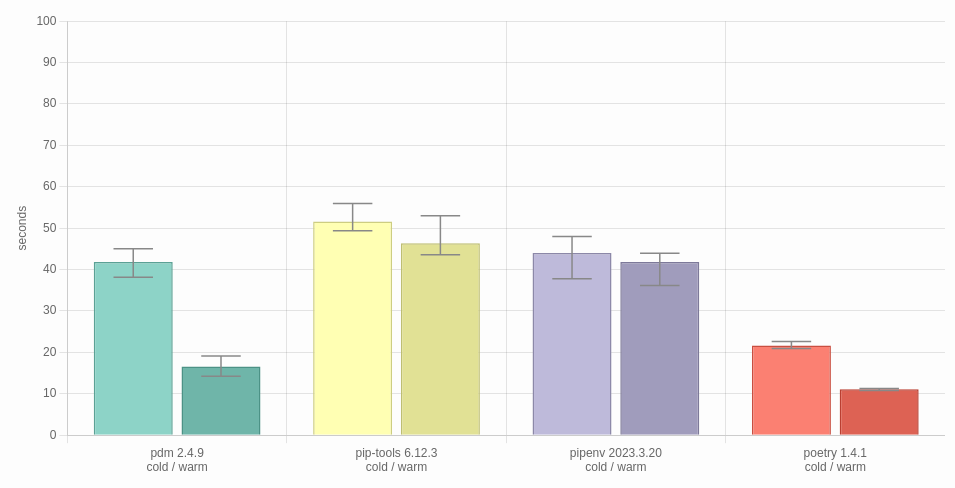 100
90
80
70
60
50
40
30
20
10
0
seconds
pdm 2.4.9
cold / warm
pip-tools 6.12.3
cold / warm
pipenv 2023.3.20
cold / warm
poetry 1.4.1
cold / warm